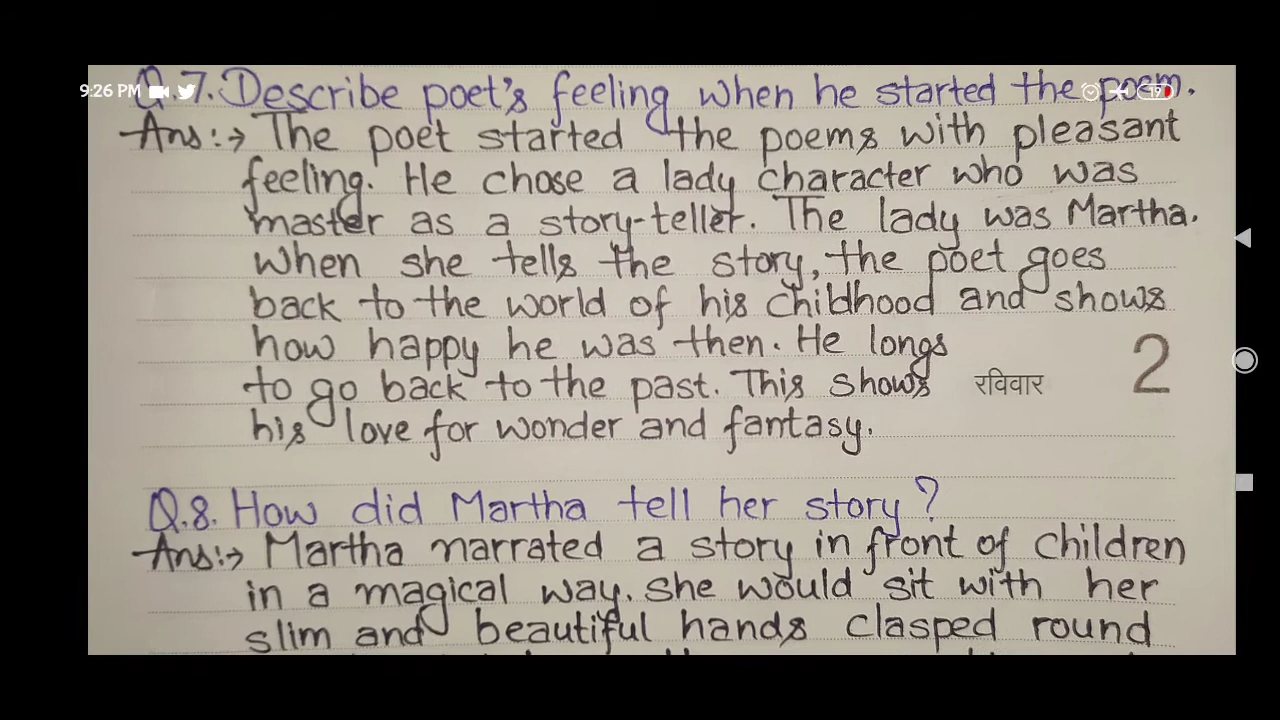 9:26 PM
19
Q.7. Describe poet's feeling when he started the poem.
Ans:→ The poet started the poems with pleasant
feeling. He chose a lady character who was
master as a story-teller. The lady was Martha.
When she tells the story, the poet goes
back to the world of his childhood and shows
how happy he was then. He longs
to go back to the past. This shows रविवार 2
his love for wonder and fantasy.
Q.8. How did Martha tell her story?
Ans:→ Martha narrated a story in front of children
in a magical way. she would sit with her
slim and beautiful hands clasped round